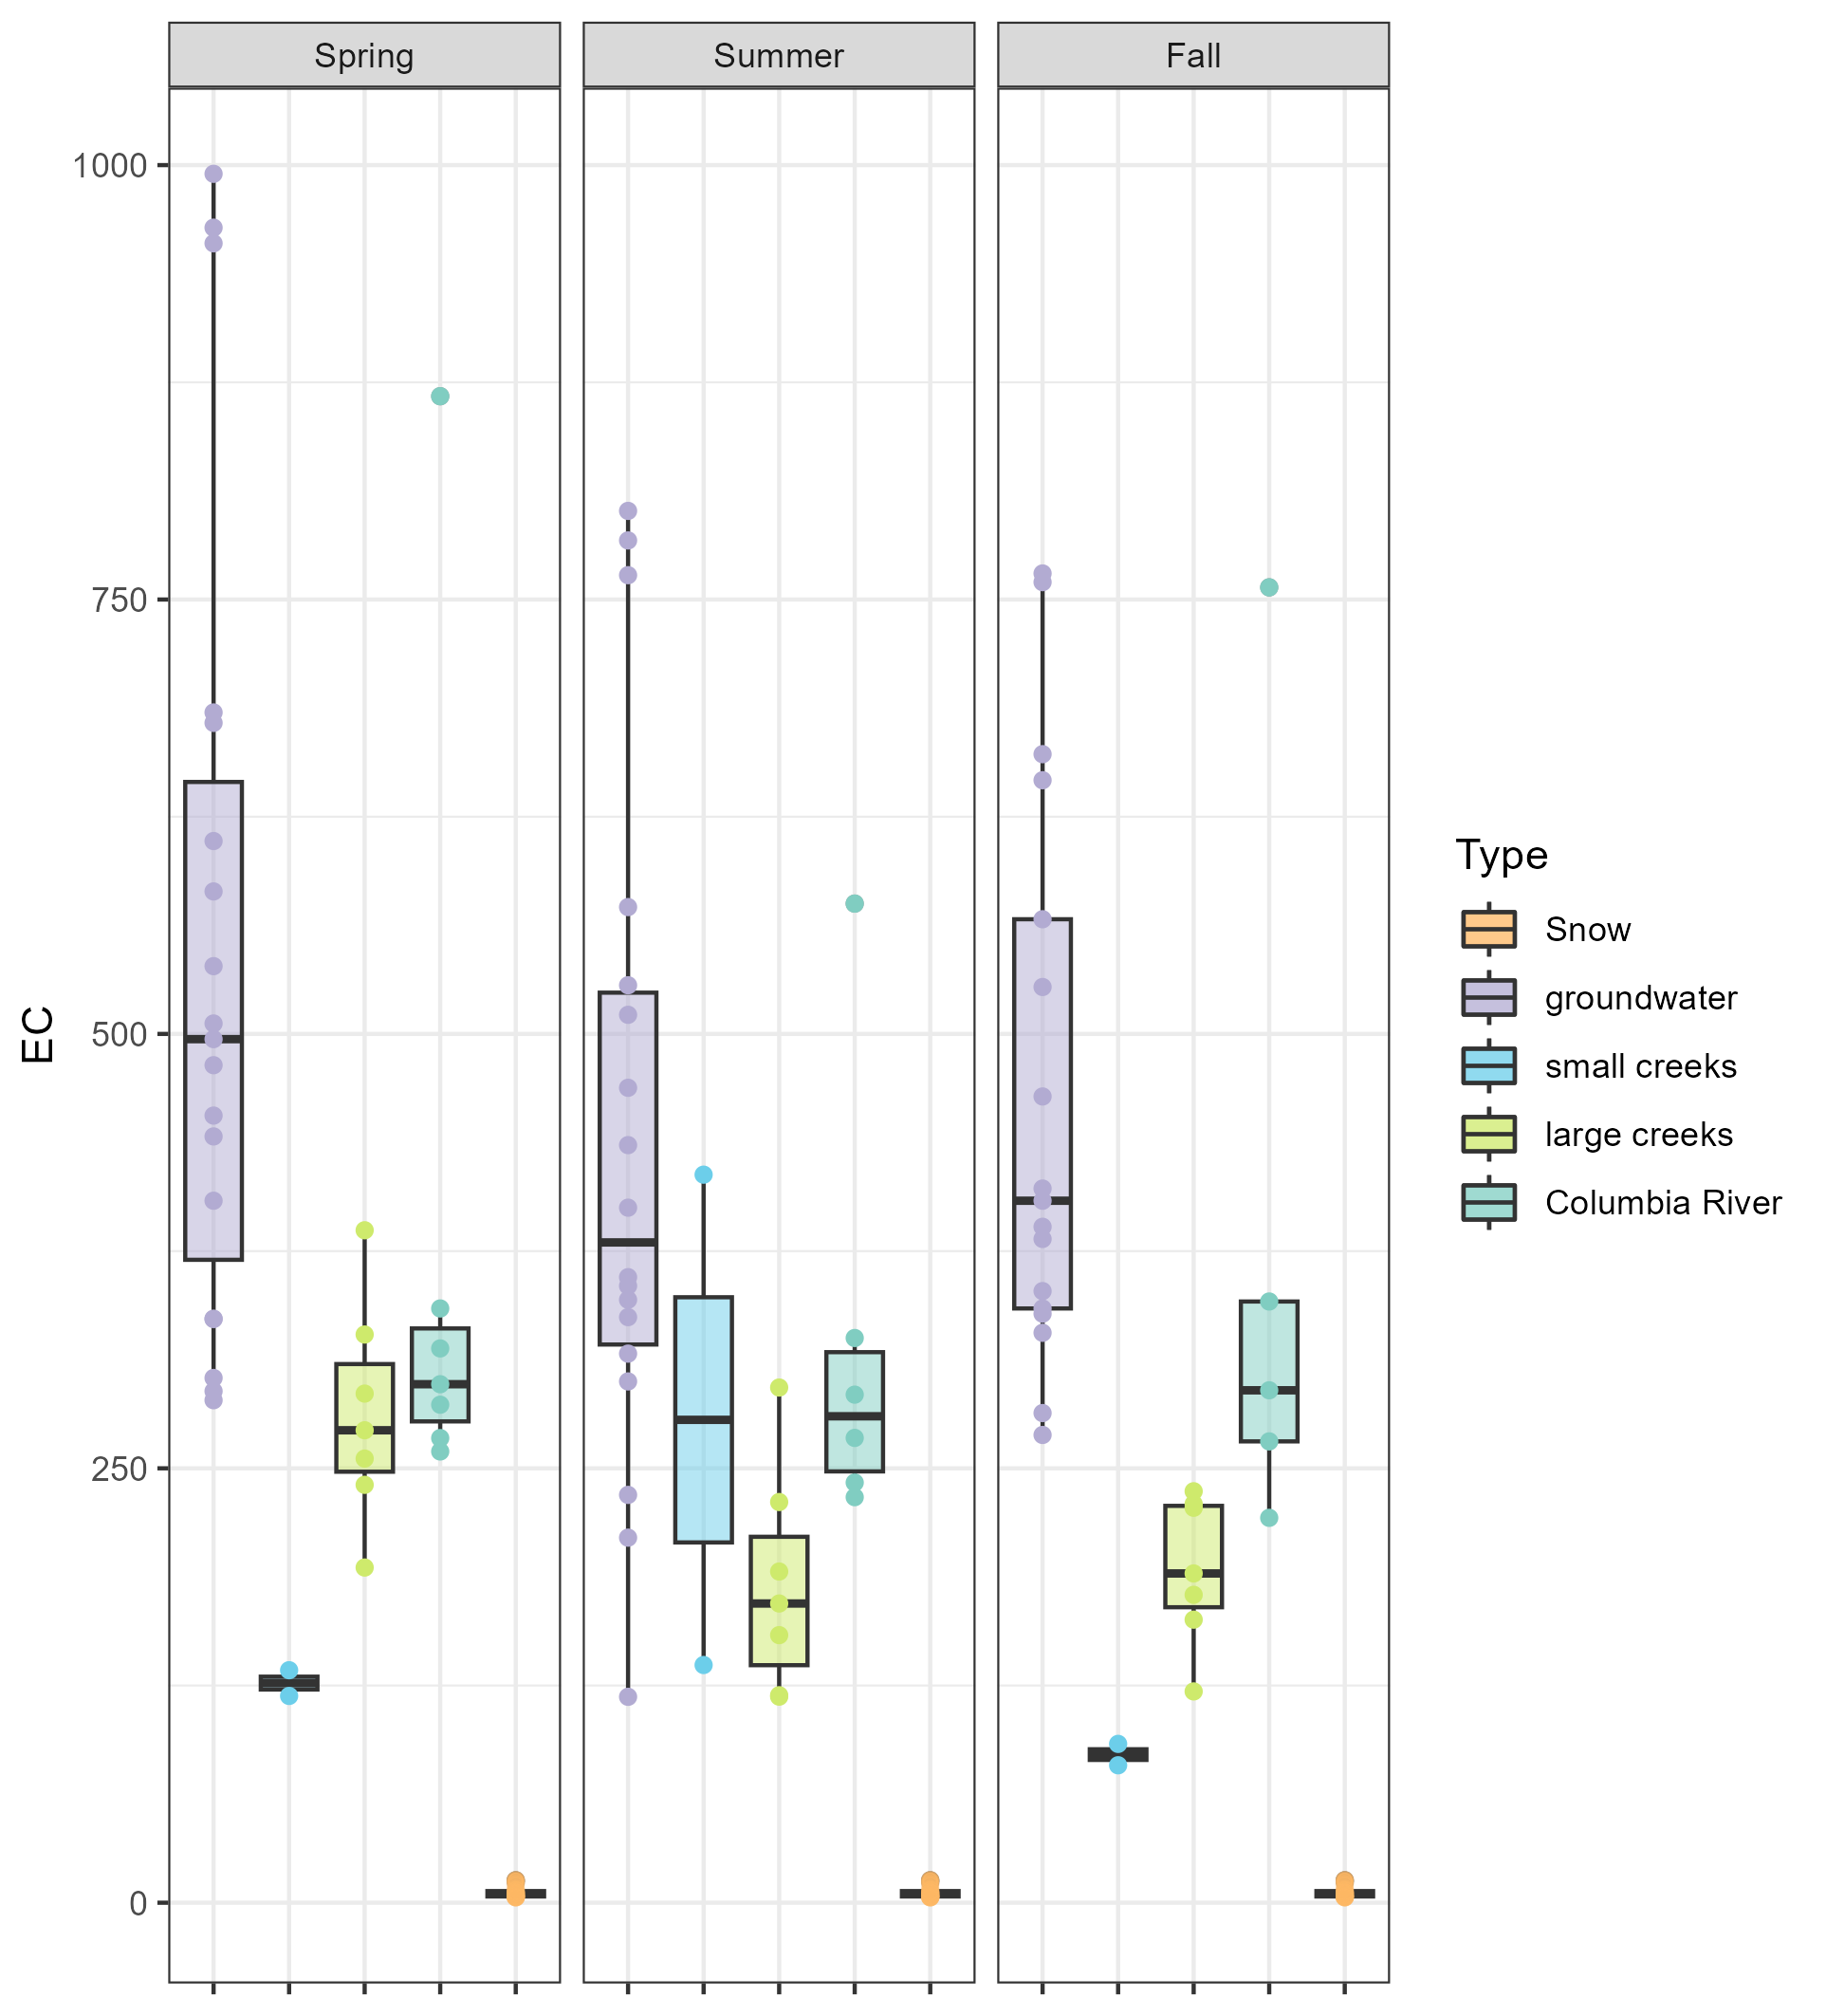 Spring
Summer
Fall
1000
750
500
250
0
EC
Type
Snow
groundwater
small creeks
large creeks
Columbia River